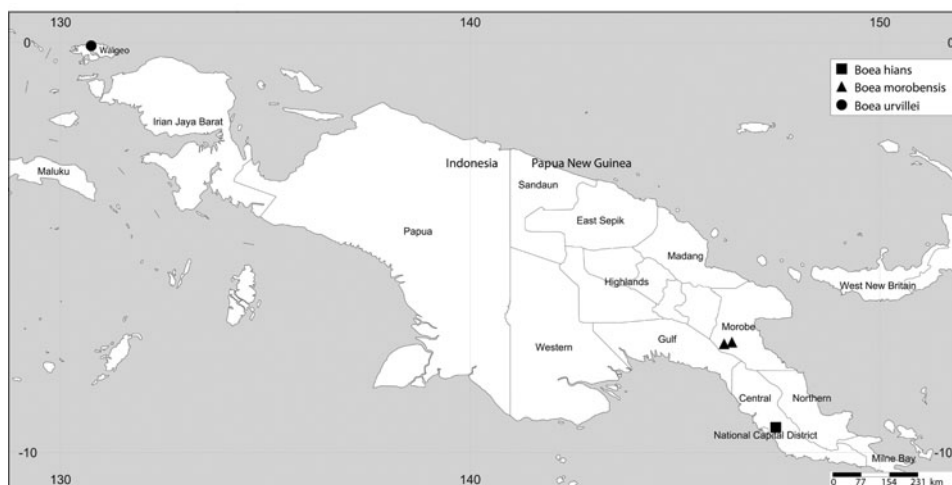 130 140 150
0 0
Waigeo
Boea hians
Boea morobensis
Boea urvillei
Irian Jaya Barat
Indonesia Papua New Guinea
Maluku
Sandaun
East Sepik
Papua
Madang
Highlands
West New Britain
Morobe
Western
Gulf
Central Northern
National Capital District
-10 -10
Milne Bay
130 140
0 77 154 231 km